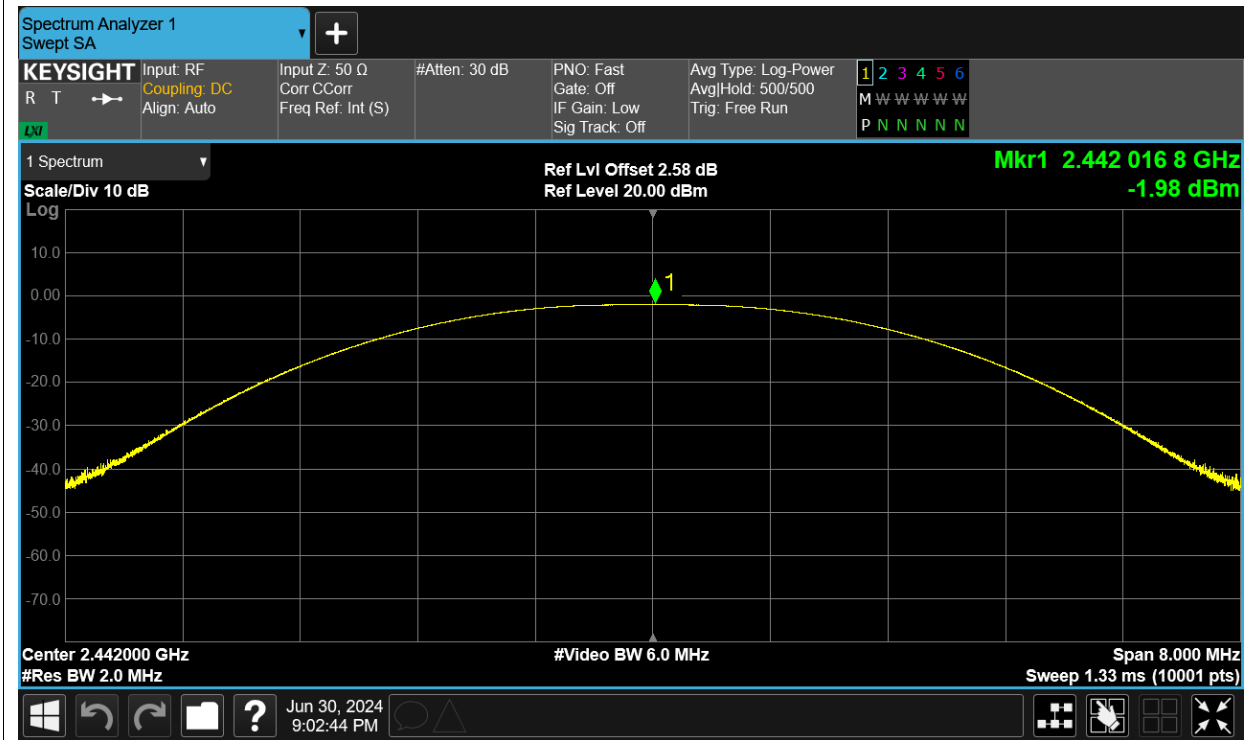 Spectrum Analyzer 1
Swept SA
KEYSIGHT
R T
LXI
Input: RF
Coupling: DC
Align: Auto
Input Z: 50 Ω
Corr CCorr
Freq Ref: Int (S)
#Atten: 30 dB
PNO: Fast
Gate: Off
IF Gain: Low
Sig Track: Off
Avg Type: Log-Power
Avg|Hold: 500/500
Trig: Free Run
1 2 3 4 5 6
M W W W W W
P N N N N N
1 Spectrum
Scale/Div 10 dB
Log
Ref Lvl Offset 2.58 dB
Ref Level 20.00 dBm
Mkr1 2.442 016 8 GHz
-1.98 dBm
1
10.0
0.00
-10.0
-20.0
-30.0
-40.0
-50.0
-60.0
-70.0
Center 2.442000 GHz
#Res BW 2.0 MHz
#Video BW 6.0 MHz
Span 8.000 MHz
Sweep 1.33 ms (10001 pts)
?
Jun 30, 2024
9:02:44 PM